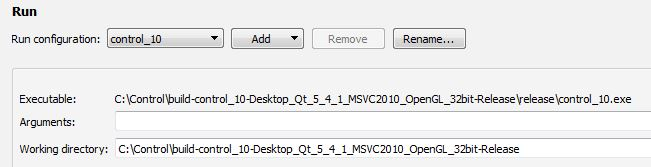 Run
Run configuration: control_10 Add Remove Rename...
Executable: C:\Control\build-control_10-Desktop_Qt_5_4_1_MSVC2010_OpenGL_32bit-Release\release\control_10.exe
Arguments:
Working directory: C:\Control\build-control_10-Desktop_Qt_5_4_1_MSVC2010_OpenGL_32bit-Release